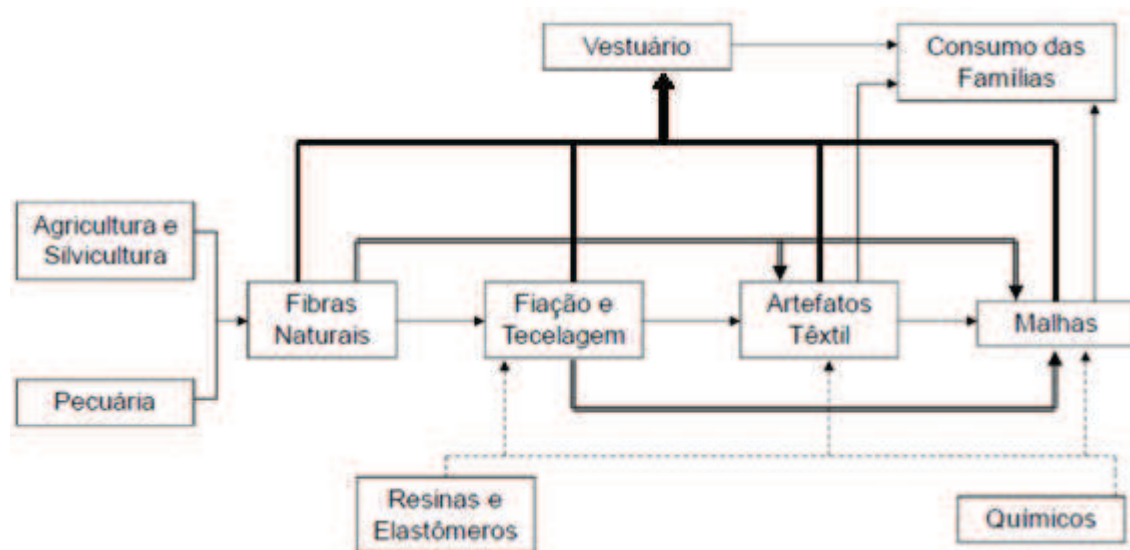 Vestuário
Consumo das
Famílias
Agricultura e
Silvicultura
Fibras
Naturais
Fiação e
Tecelagem
Artefatos
Têxtil
Malhas
Pecuária
Resinas e
Elastômeros
Químicos